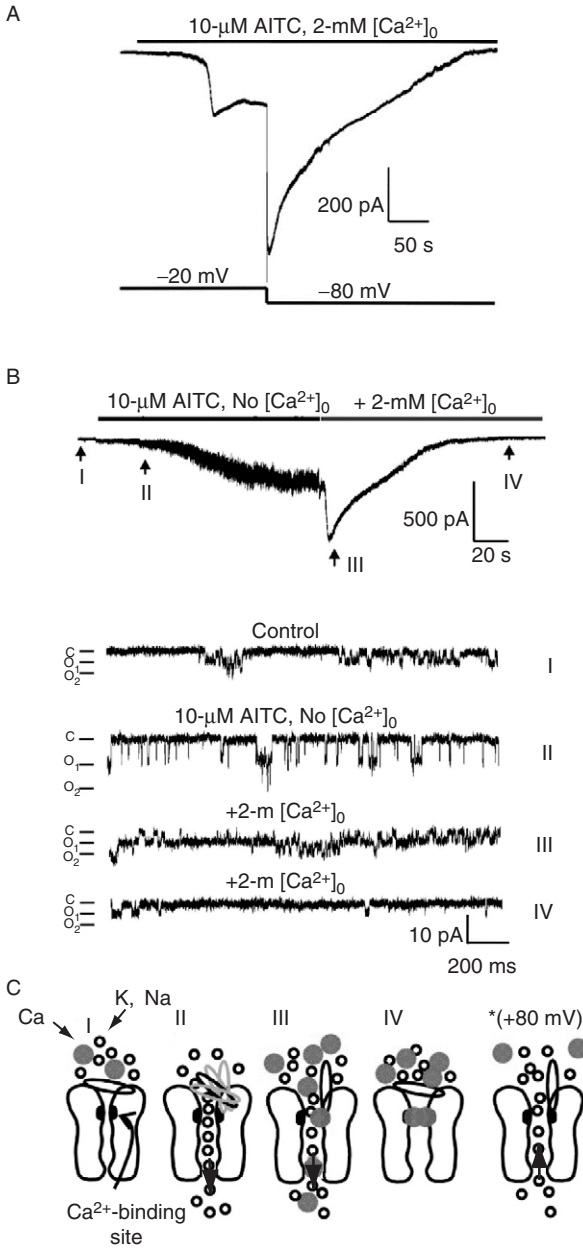 A
10-μM AITC, 2-mM [Ca²⁺]₀
200 pA
50 s
−20 mV
−80 mV
B
10-μM AITC, No [Ca²⁺]₀
+ 2-mM [Ca²⁺]₀
I
II
III
IV
500 pA
20 s
Control
C
O₁
O₂
I
10-μM AITC, No [Ca²⁺]₀
C
O₁
O₂
II
+2-m [Ca²⁺]₀
C
O₁
O₂
III
+2-m [Ca²⁺]₀
C
O₁
O₂
IV
10 pA
200 ms
C
Ca
K, Na
I
II
III
IV
*(+80 mV)
Ca²⁺-binding
site